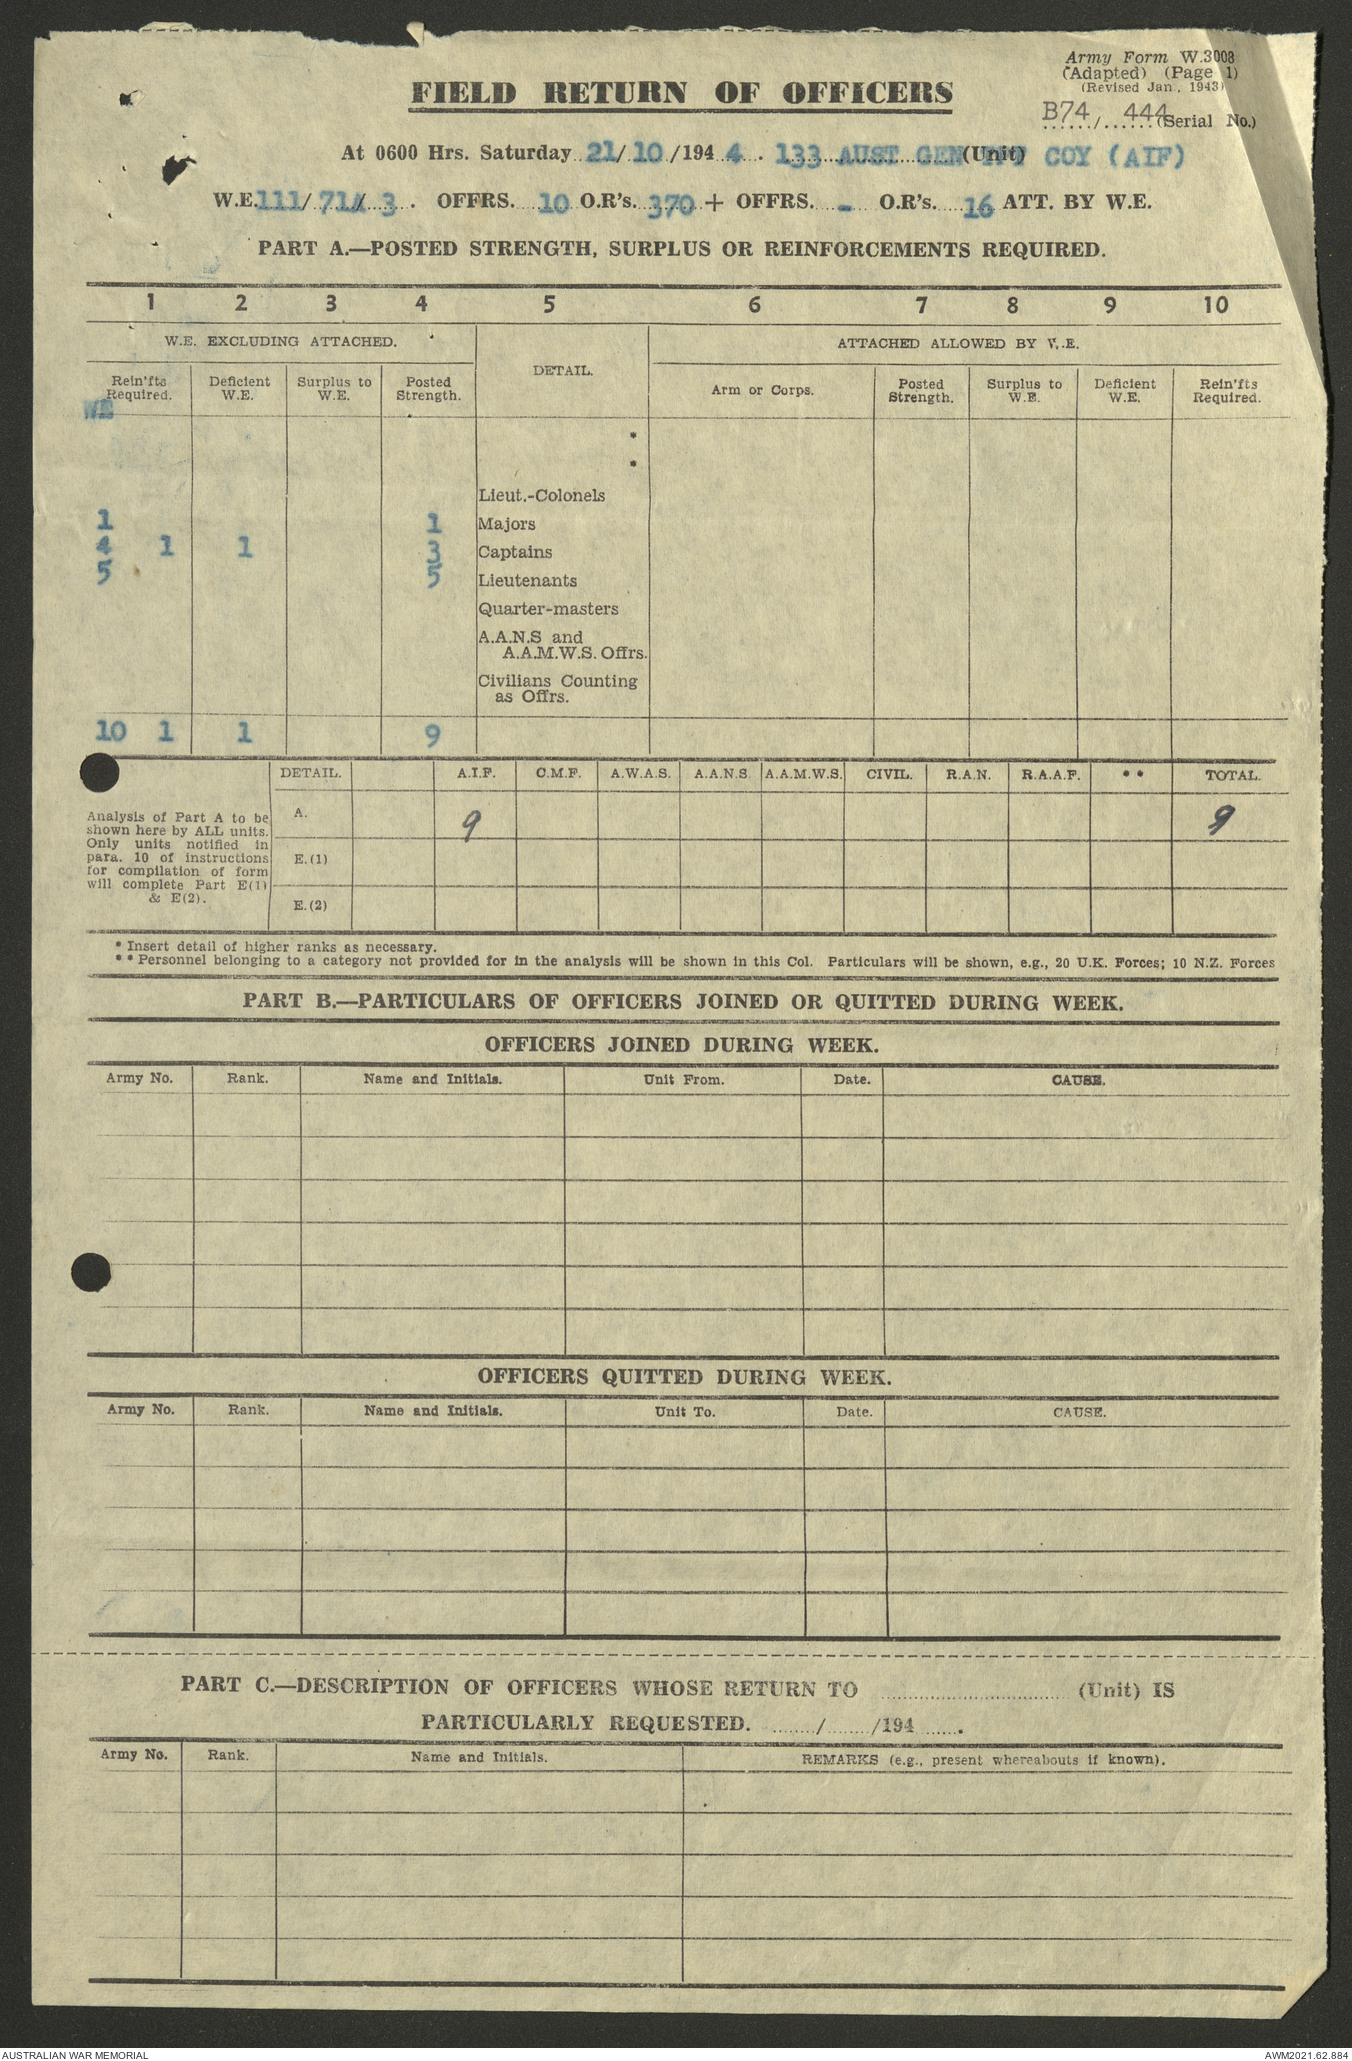 Army Form W.3008
(Adapted) (Page 1)
(Revised Jan., 1943)
FIELD RETURN OF OFFICERS
B74/444 (Serial No.)
At 0600 Hrs. Saturday 21/10/1944. 133 AUST GEN COY (AIF) (Unit)
W.E. 111/71A/3. OFFRS. 10 O.R's. 370 + OFFRS. - O.R's. 16 ATT. BY W.E.
PART A.—POSTED STRENGTH, SURPLUS OR REINFORCEMENTS REQUIRED.
1 2 3 4 5 6 7 8 9 10
W.E. EXCLUDING ATTACHED. DETAIL. ATTACHED ALLOWED BY W.E.
Rein'fts Required. Deficient W.E. Surplus to W.E. Posted Strength. Arm or Corps. Posted Strength. Surplus to W.E. Deficient W.E. Rein'fts Required.
WE
*
*
Lieut.-Colonels
1 1 Majors
4 1 1 3 Captains
5 5 Lieutenants
Quarter-masters
A.A.N.S and
A.A.M.W.S. Offrs.
Civilians Counting
as Offrs.
10 1 1 9
DETAIL. A.I.F. C.M.F. A.W.A.S. A.A.N.S. A.A.M.W.S. CIVIL. R.A.N. R.A.A.F. ** TOTAL.
Analysis of Part A to be
shown here by ALL units.
Only units notified in
para. 10 of instructions
for compilation of form
will complete Part E(1)
& E(2).
A. 9 9
E.(1)
E.(2)
* Insert detail of higher ranks as necessary.
** Personnel belonging to a category not provided for in the analysis will be shown in this Col. Particulars will be shown, e.g., 20 U.K. Forces; 10 N.Z. Forces
PART B.—PARTICULARS OF OFFICERS JOINED OR QUITTED DURING WEEK.
OFFICERS JOINED DURING WEEK.
Army No. Rank. Name and Initials. Unit From. Date. CAUSE.
OFFICERS QUITTED DURING WEEK.
Army No. Rank. Name and Initials. Unit To. Date. CAUSE.
PART C.—DESCRIPTION OF OFFICERS WHOSE RETURN TO .......... (Unit) IS
PARTICULARLY REQUESTED. ......./......./194.......
Army No. Rank. Name and Initials. REMARKS (e.g., present whereabouts if known).
AUSTRALIAN WAR MEMORIAL
AWM2021.62.884